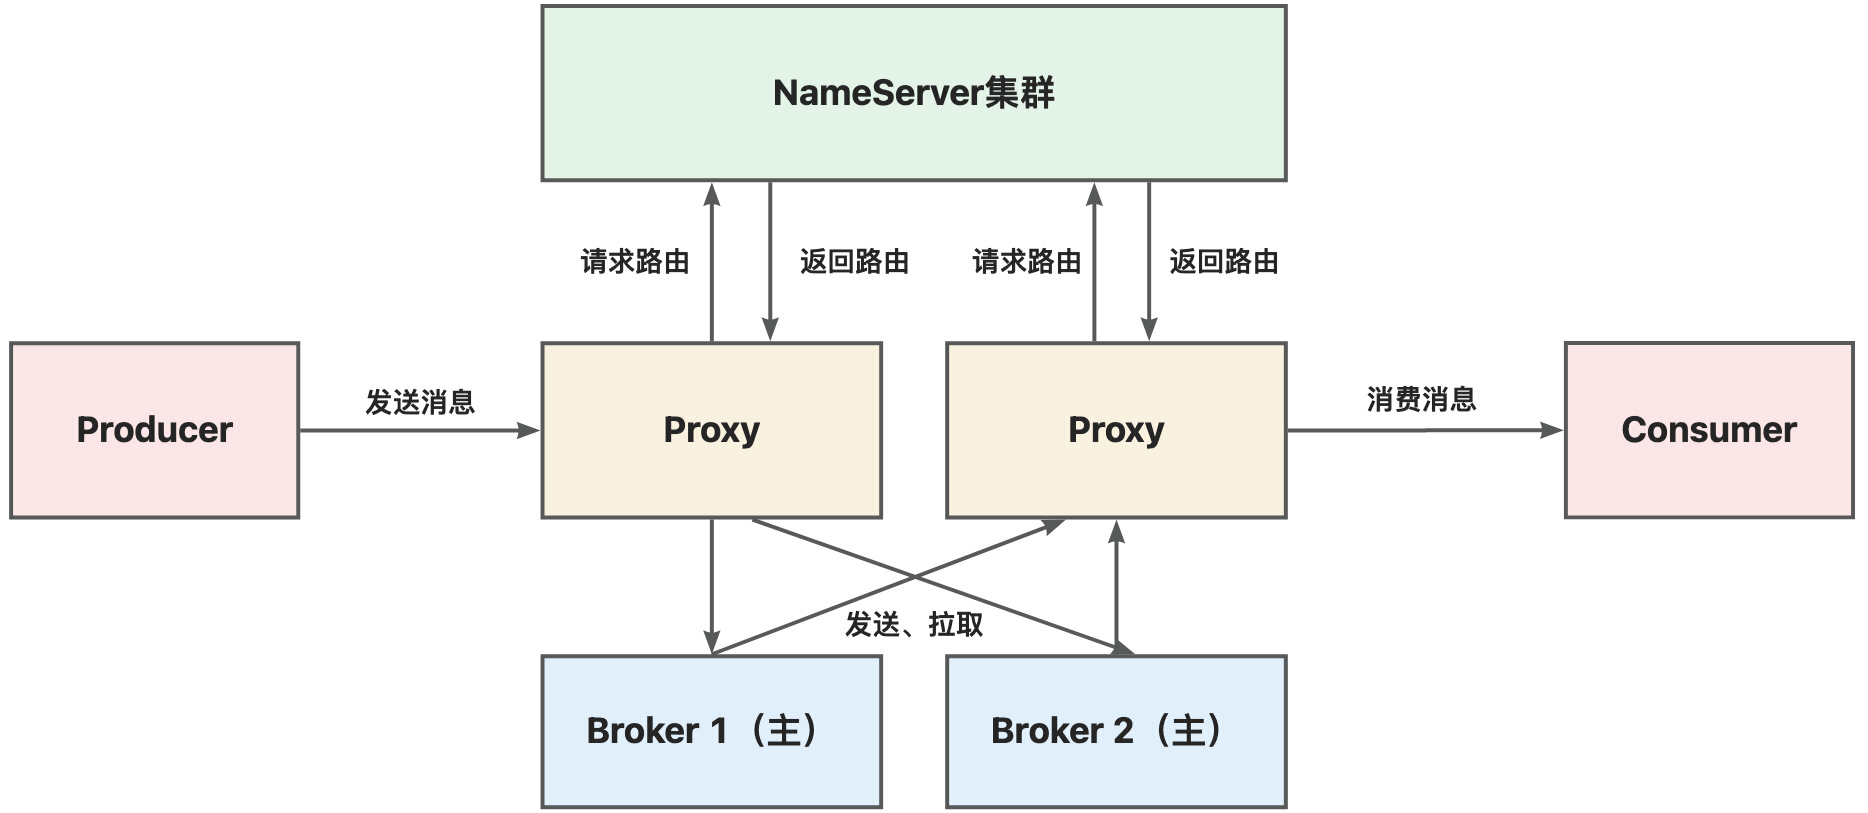 NameServer集群
请求路由
返回路由
请求路由
返回路由
Producer
发送消息
Proxy
Proxy
消费消息
Consumer
发送、拉取
Broker 1（主）
Broker 2（主）